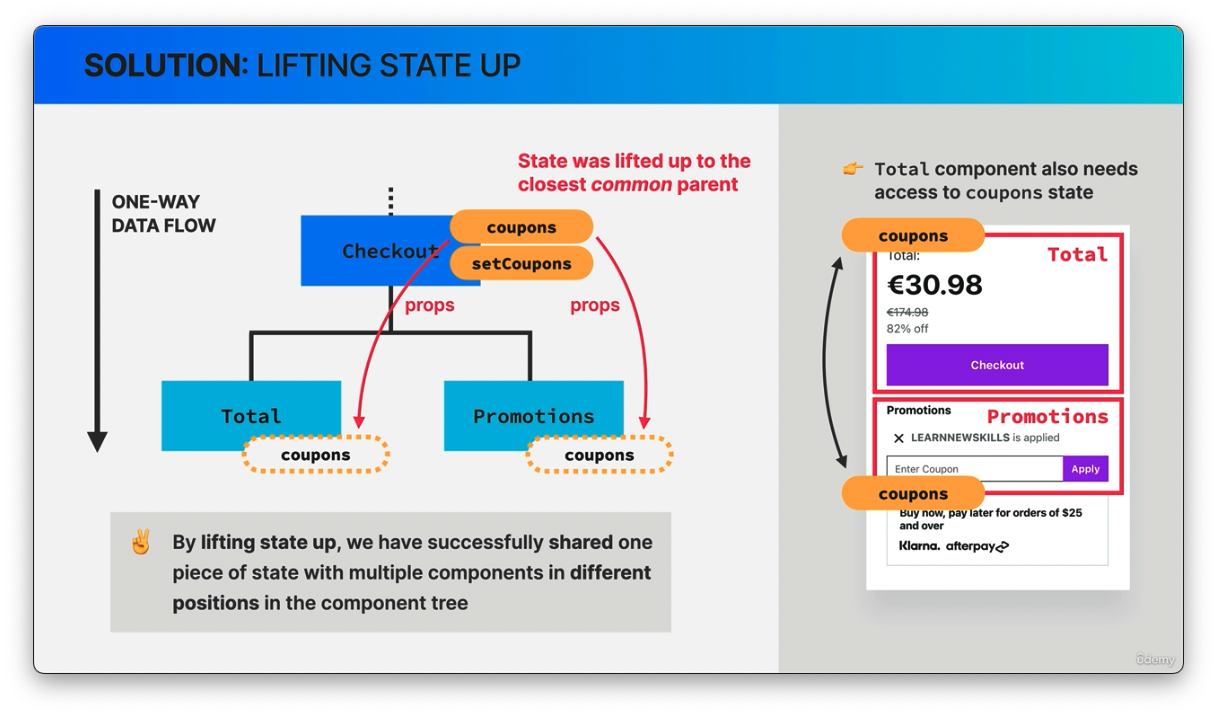 SOLUTION: LIFTING STATE UP
ONE-WAY
DATA FLOW
State was lifted up to the
closest common parent
Checkout
coupons
setCoupons
props
props
Total
coupons
Promotions
coupons
✌️ By lifting state up, we have successfully shared one
piece of state with multiple components in different
positions in the component tree
👉 Total component also needs
access to coupons state
coupons
Total:
Total
€30.98
€174.98
82% off
Checkout
Promotions
Promotions
✕ LEARNNEWSKILLS is applied
Enter Coupon
Apply
coupons
Buy now, pay later for orders of $25
and over
Klarna. afterpay
ûdemy